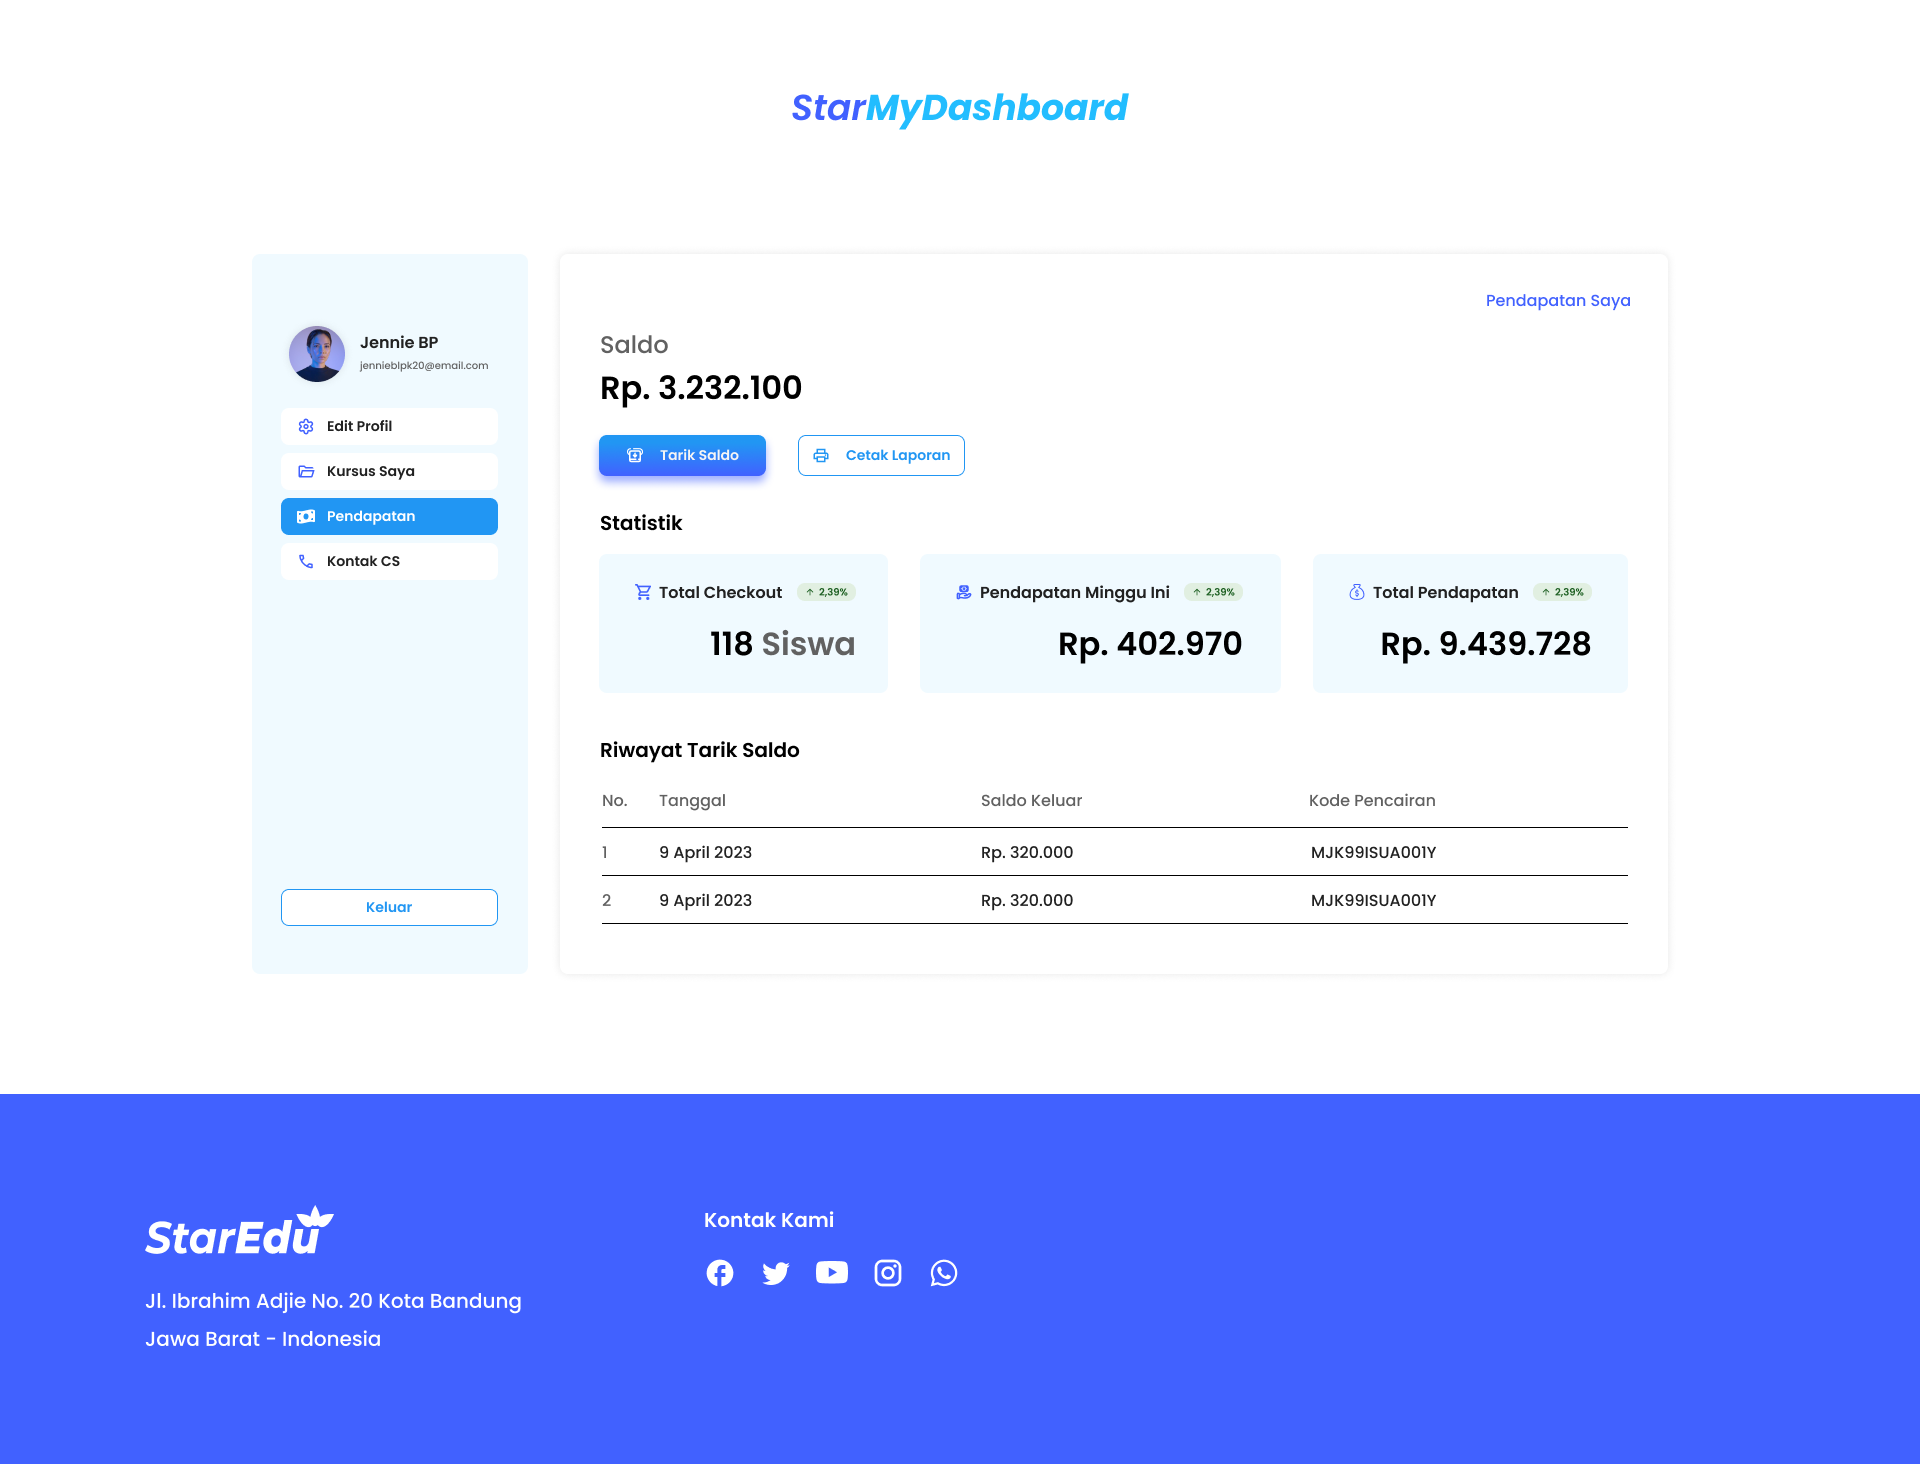 StarMyDashboard
Jennie BP
jennieblpk20@email.com
Edit Profil
Kursus Saya
Pendapatan
Kontak CS
Keluar
Pendapatan Saya
Saldo
Rp. 3.232.100
Tarik Saldo
Cetak Laporan
Statistik
Total Checkout 2,39%
118 Siswa
Pendapatan Minggu Ini 2,39%
Rp. 402.970
Total Pendapatan 2,39%
Rp. 9.439.728
Riwayat Tarik Saldo
No. Tanggal Saldo Keluar Kode Pencairan
1 9 April 2023 Rp. 320.000 MJK99ISUA001Y
2 9 April 2023 Rp. 320.000 MJK99ISUA001Y
StarEdu
Jl. Ibrahim Adjie No. 20 Kota Bandung
Jawa Barat - Indonesia
Kontak Kami